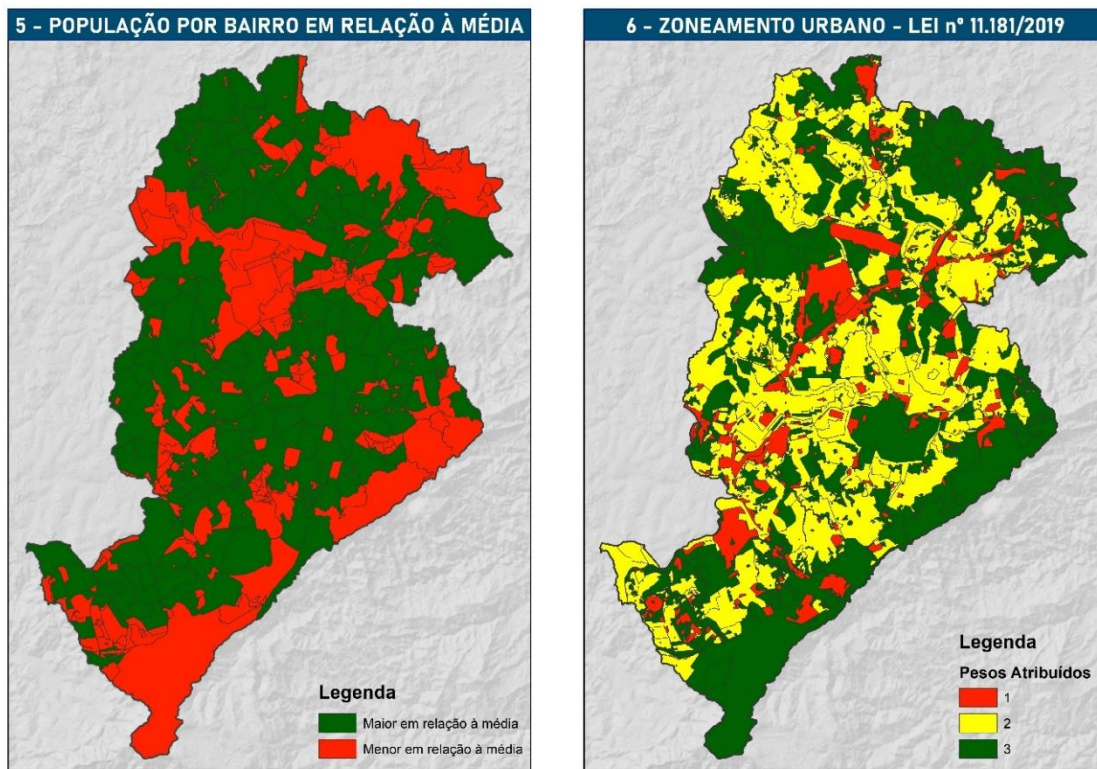 5 - POPULAÇÃO POR BAIRRO EM RELAÇÃO À MÉDIA
Legenda
Maior em relação à média
Menor em relação à média
6 - ZONEAMENTO URBANO - LEI nº 11.181/2019
Legenda
Pesos Atribuídos
1
2
3